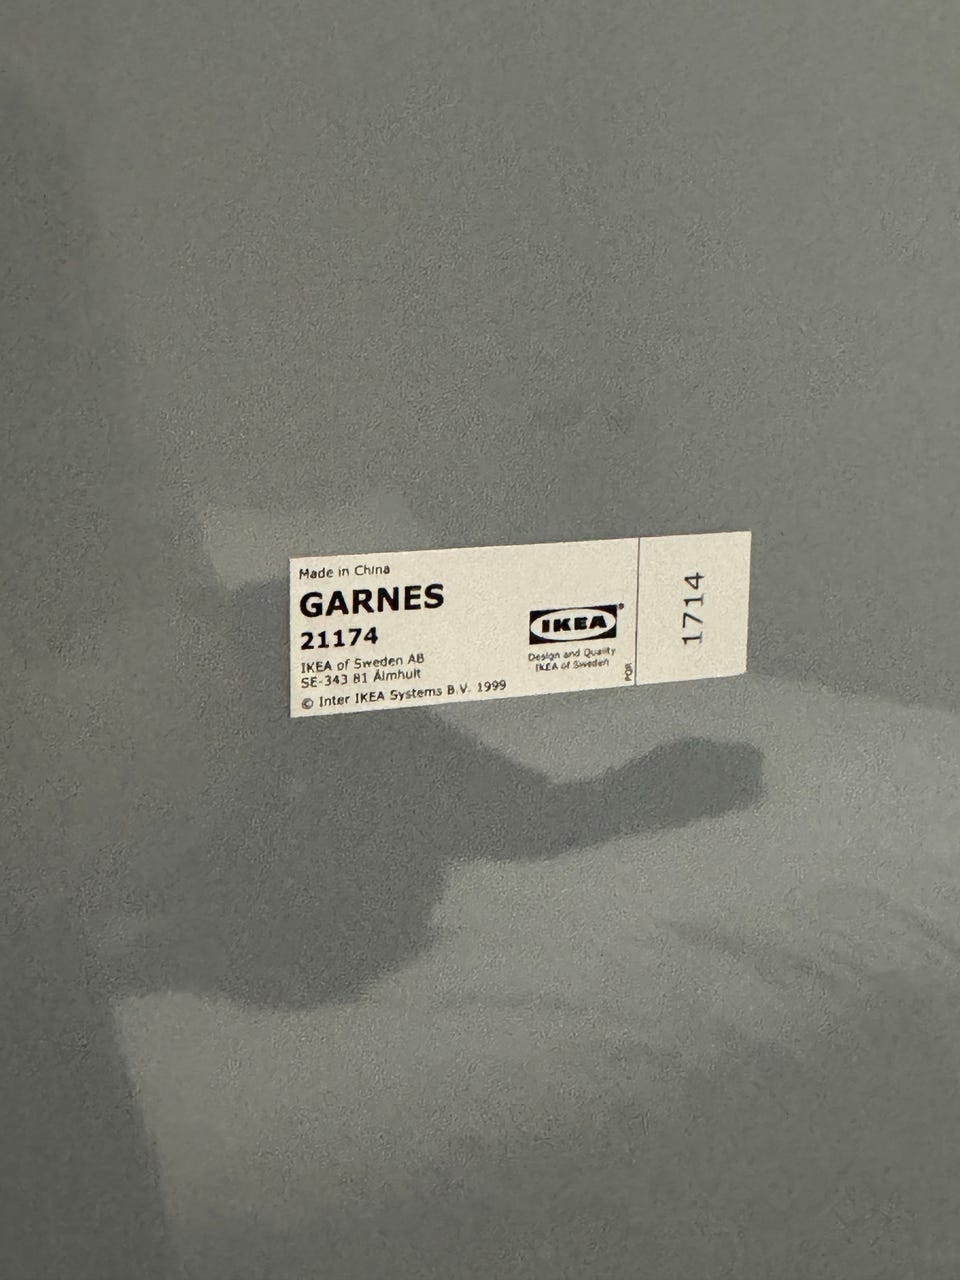 Made in China
GARNES
21174
IKEA of Sweden AB
SE-343 81 Älmhult
© Inter IKEA Systems B.V. 1999
IKEA®
Design and Quality
IKEA of Sweden
PQR
1714